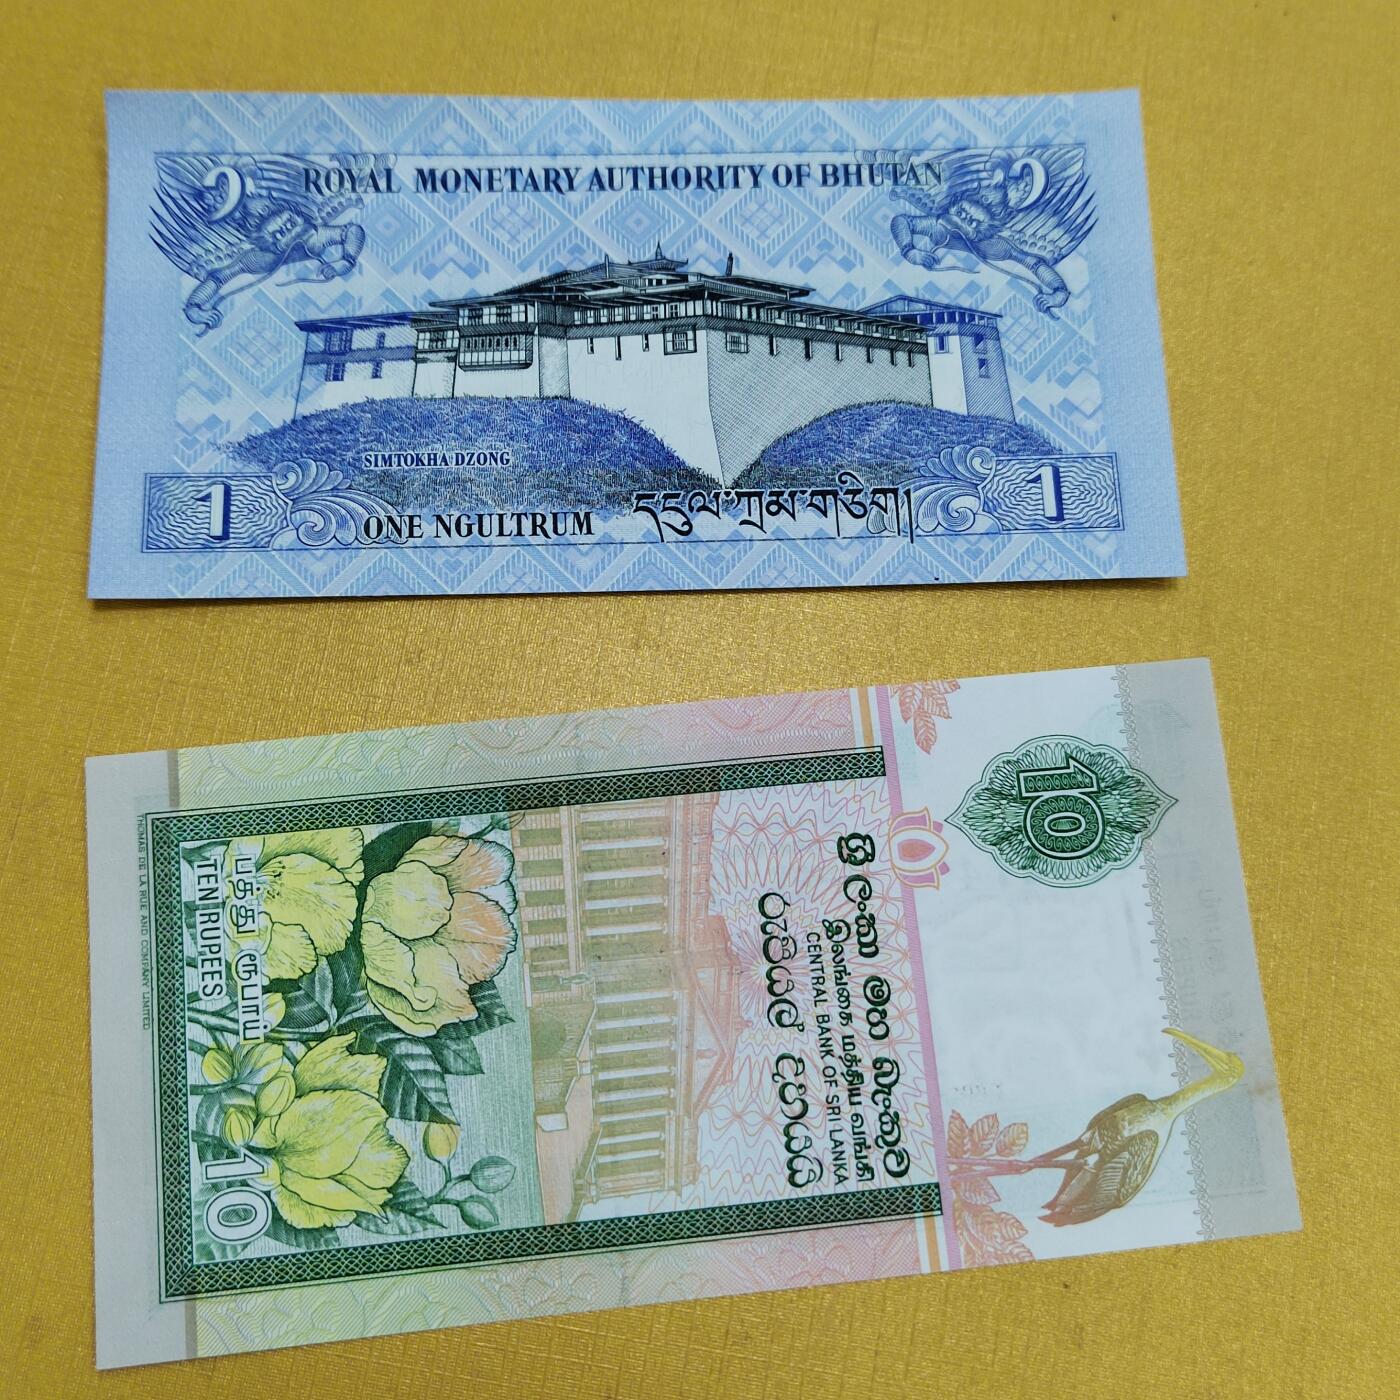 ROYAL MONETARY AUTHORITY OF BHUTAN
SIMTOKHA DZONG
1
1
ONE NGULTRUM
དངུལ་ཀྲམ་གཅིག།
10
ශ්‍රී ලංකා මහ බැංකුව
இலங்கை மத்திய வங்கி
CENTRAL BANK OF SRI LANKA
රුපියල් දහයයි
பத்து ரூபாய்
TEN RUPEES
10
THOMAS DE LA RUE AND COMPANY LIMITED